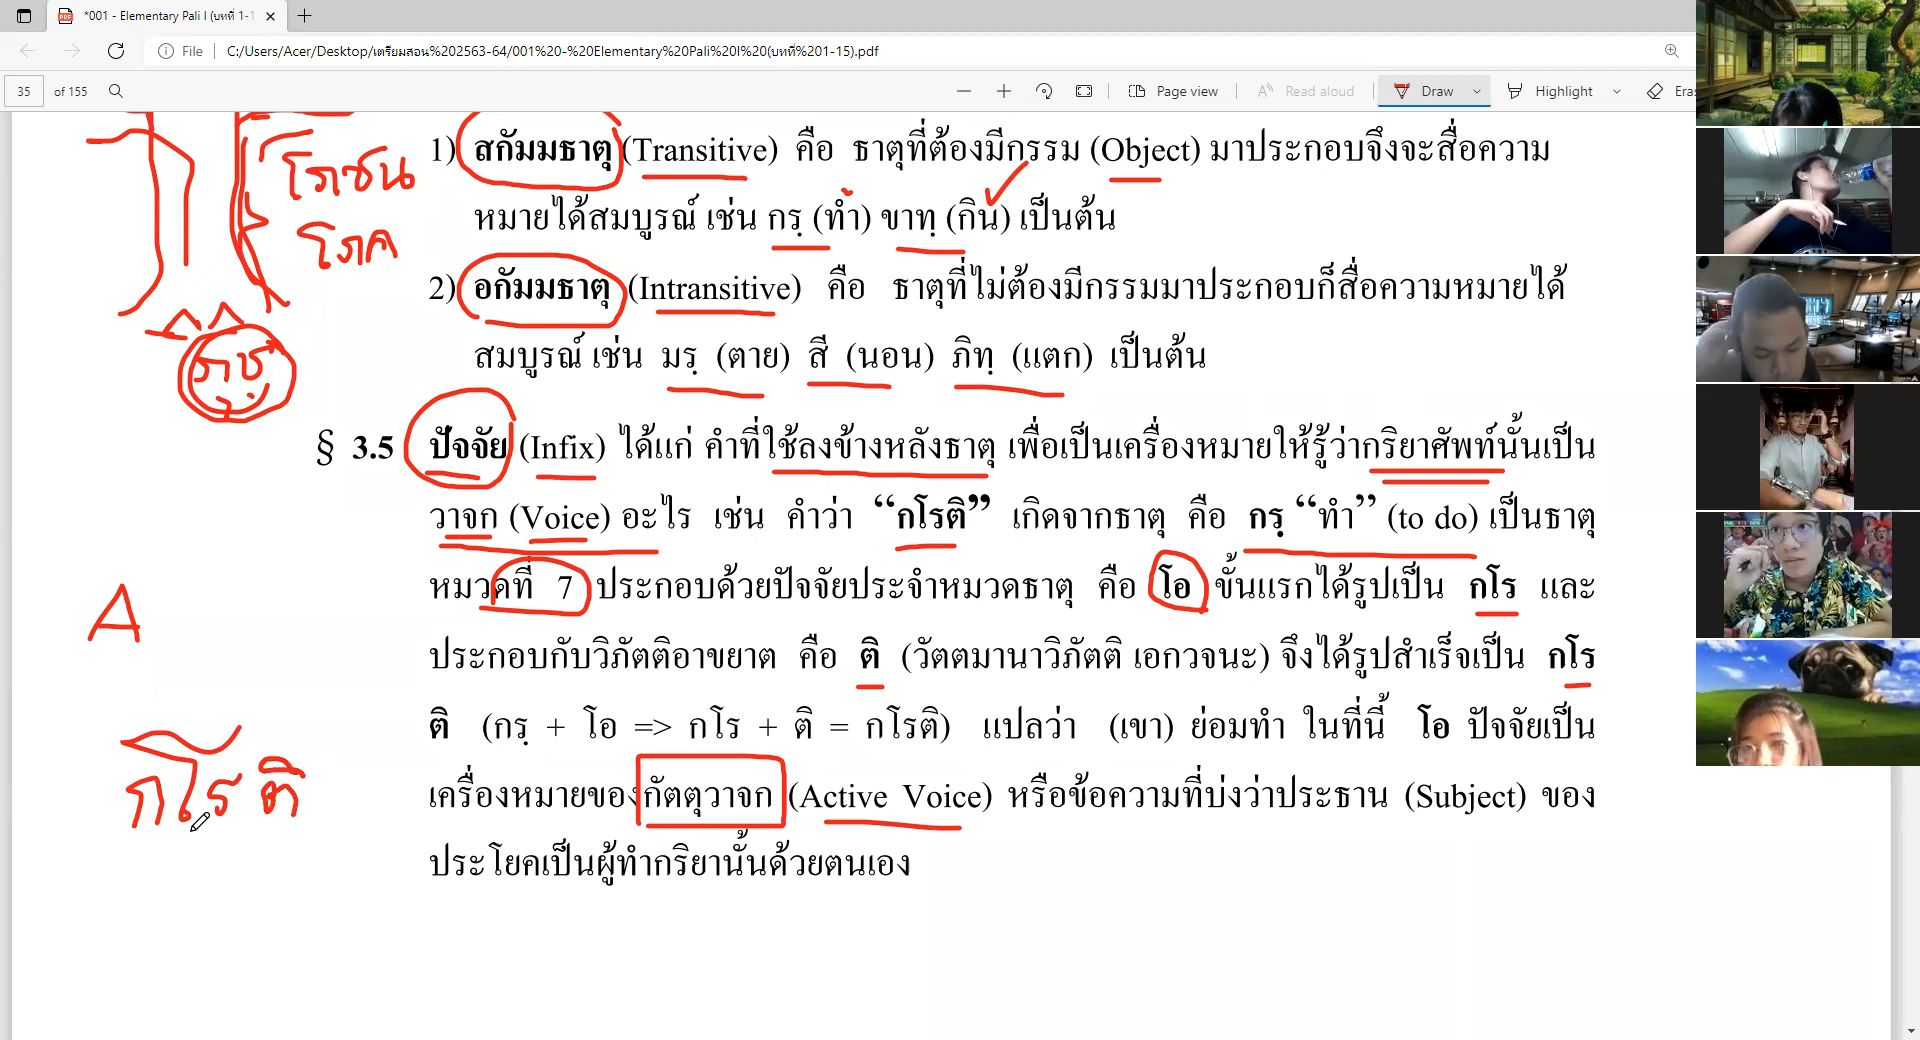 *001 - Elementary Pali I (บทที่ 1-1
File
C:/Users/Acer/Desktop/เตรียมสอน%202563-64/001%20-%20Elementary%20Pali%20I%20(บทที่%201-15).pdf
35 of 155
Page view
Read aloud
Draw
Highlight
Eras
1) สกัมมธาตุ (Transitive) คือ ธาตุที่ต้องมีกรรม (Object) มาประกอบจึงจะสื่อความ
โภชน
หมายได้สมบูรณ์ เช่น กรฺ (ทำ) ขาทฺ (กิน) เป็นต้น
โภค
2) อกัมมธาตุ (Intransitive) คือ ธาตุที่ไม่ต้องมีกรรมมาประกอบก็สื่อความหมายได้
สมบูรณ์ เช่น มรฺ (ตาย) สี (นอน) ภิทฺ (แตก) เป็นต้น
§ 3.5 ปัจจัย (Infix) ได้แก่ คำที่ใช้ลงข้างหลังธาตุ เพื่อเป็นเครื่องหมายให้รู้ว่ากริยาศัพท์นั้นเป็น
วาจก (Voice) อะไร เช่น คำว่า “กโรติ” เกิดจากธาตุ คือ กรฺ “ทำ” (to do) เป็นธาตุ
หมวดที่ 7 ประกอบด้วยปัจจัยประจำหมวดธาตุ คือ โอ ขั้นแรกได้รูปเป็น กโร และ
A
ประกอบกับวิภัตติอาขยาต คือ ติ (วัตตมานาวิภัตติ เอกวจนะ) จึงได้รูปสำเร็จเป็น กโร
ติ (กรฺ + โอ => กโร + ติ = กโรติ) แปลว่า (เขา) ย่อมทำ ในที่นี้ โอ ปัจจัยเป็น
กโรติ
เครื่องหมายของกัตตุวาจก (Active Voice) หรือข้อความที่บ่งว่าประธาน (Subject) ของ
ประโยคเป็นผู้ทำกริยานั้นด้วยตนเอง